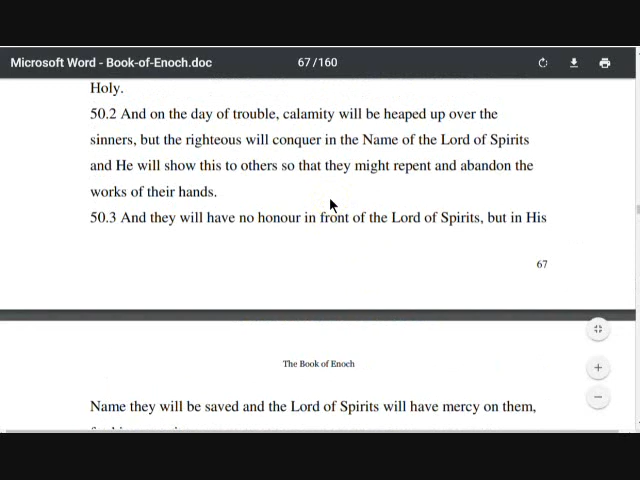 Microsoft Word - Book-of-Enoch.doc
67 / 160
Holy.
50.2 And on the day of trouble, calamity will be heaped up over the
sinners, but the righteous will conquer in the Name of the Lord of Spirits
and He will show this to others so that they might repent and abandon the
works of their hands.
50.3 And they will have no honour in front of the Lord of Spirits, but in His
67
The Book of Enoch
Name they will be saved and the Lord of Spirits will have mercy on them,